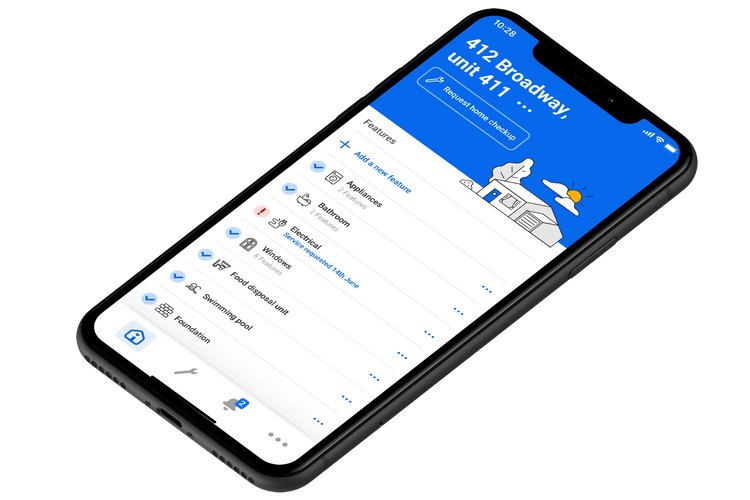 10:28
412 Broadway,
unit 411
Request home checkup
Features
Add a new feature
Appliances
2 Features
Bathroom
2 Features
Electrical
Service requested 14th June
Windows
8 Features
Food disposal unit
Swimming pool
Foundation
2